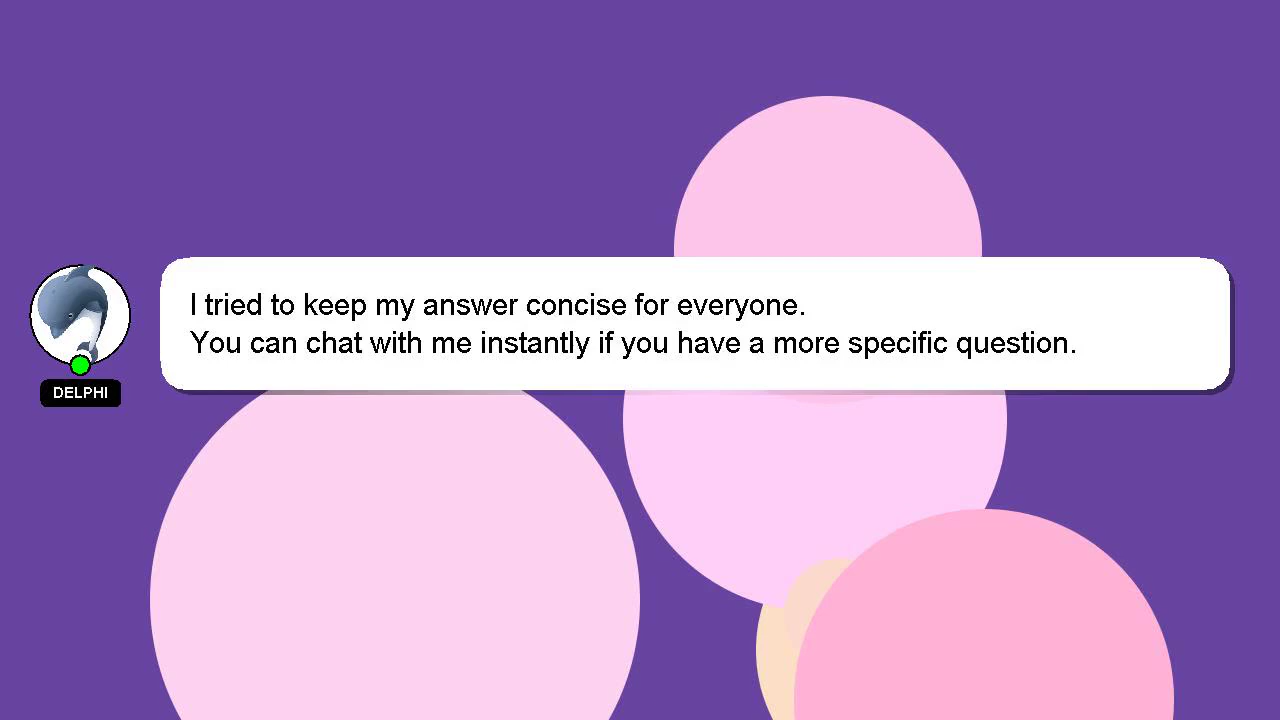 I tried to keep my answer concise for everyone.
You can chat with me instantly if you have a more specific question.
DELPHI